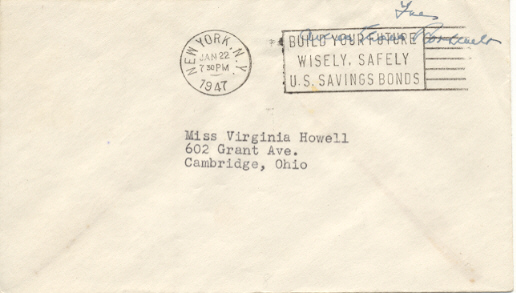 Free
NEW YORK, N.Y.
JAN 22
7 30 PM
1947
BUILD YOUR FUTURE
WISELY, SAFELY
U.S. SAVINGS BONDS
Roosevelt
Miss Virginia Howell
602 Grant Ave.
Cambridge, Ohio